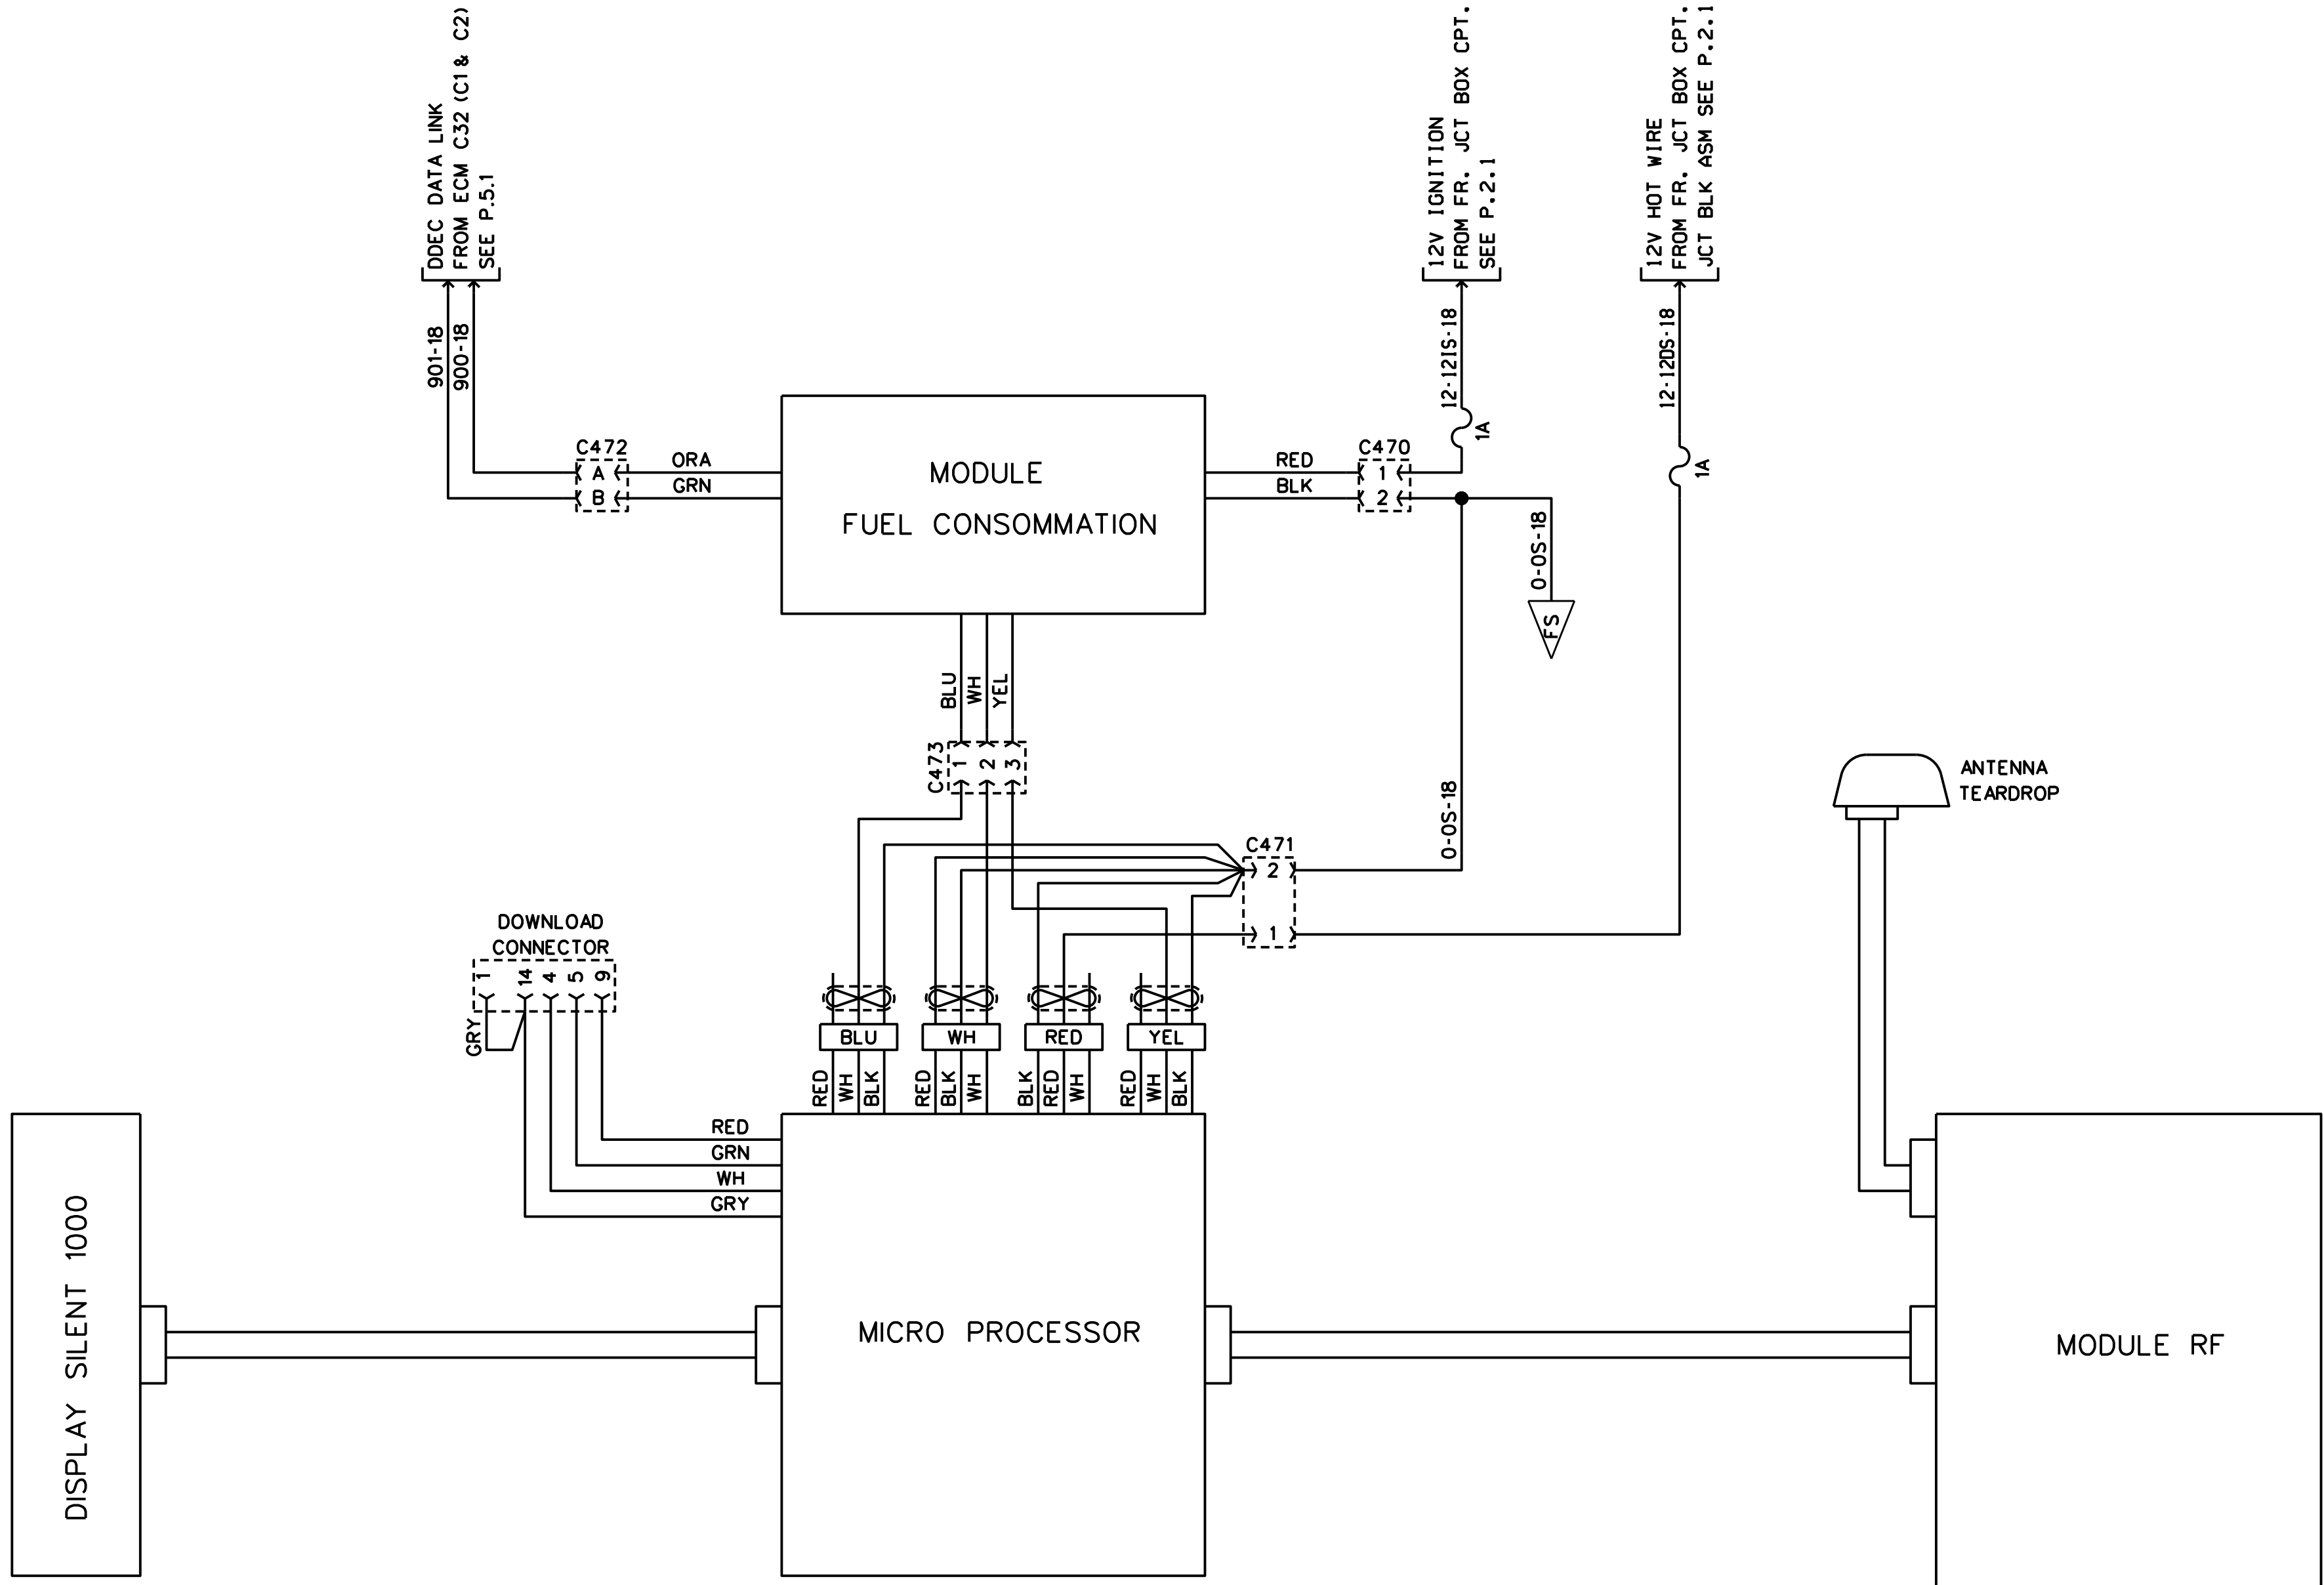 DDEC DATA LINK
FROM ECM C32 (C1 & C2)
SEE P.5.1
12V IGNITION
FROM FR. JCT BOX CPT.
SEE P.2.1
12V HOT WIRE
FROM FR. JCT BOX CPT.
JCT BLK ASM SEE P.2.1
901-18
900-18
12-12IS-18
12-12DS-18
1A
1A
C472
A
B
ORA
GRN
MODULE
FUEL CONSOMMATION
RED
BLK
C470
1
2
0-0S-18
FS
BLU
WH
YEL
C473
1
2
3
0-0S-18
C471
2
1
ANTENNA
TEARDROP
DOWNLOAD
CONNECTOR
1
14
4
5
9
GRY
BLU
WH
RED
YEL
RED
WH
BLK
RED
BLK
WH
BLK
RED
WH
RED
WH
BLK
RED
GRN
WH
GRY
DISPLAY SILENT 1000
MICRO PROCESSOR
MODULE RF